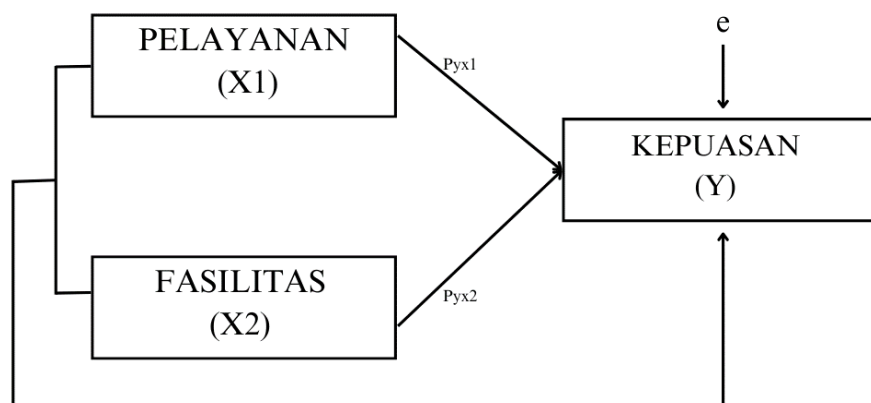 PELAYANAN
(X1)
Pyx1
e
KEPUASAN
(Y)
FASILITAS
(X2)
Pyx2